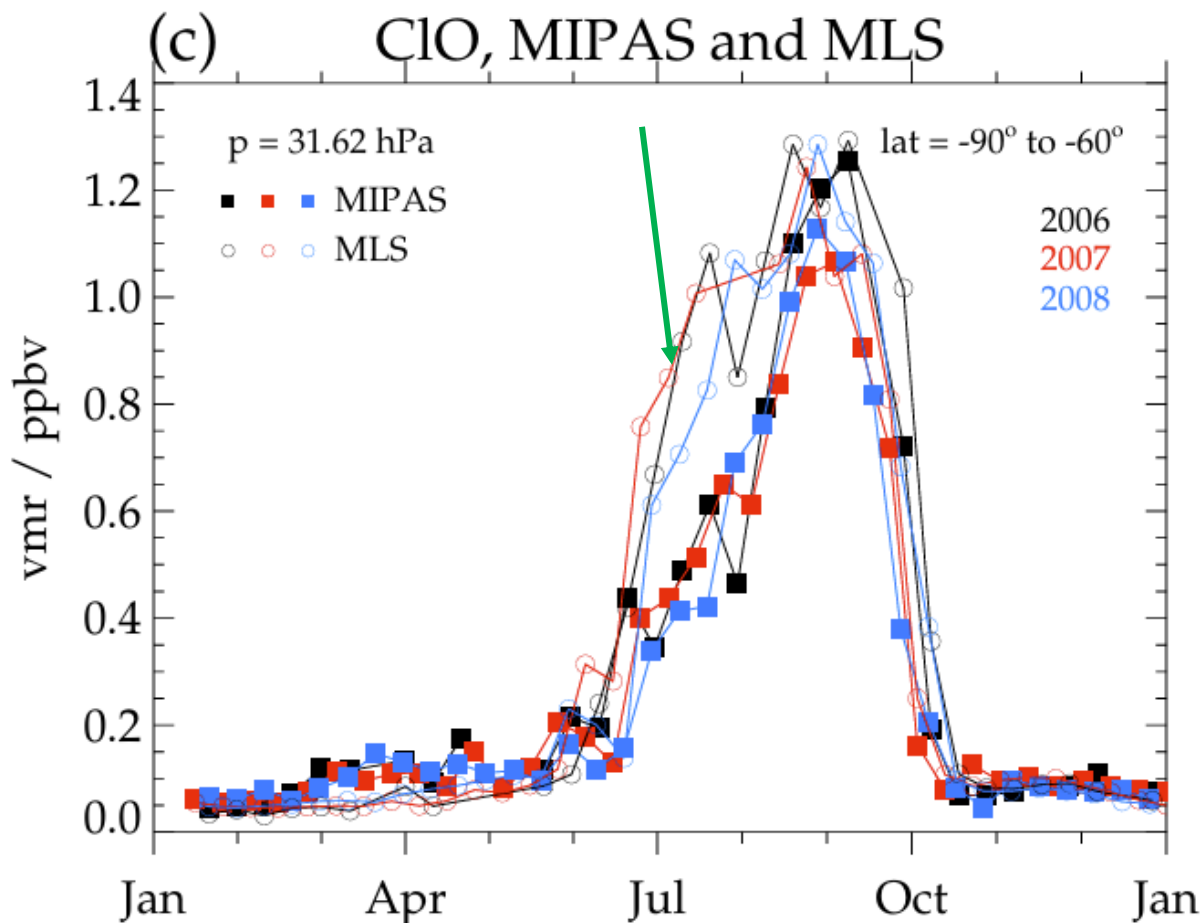 (c) ClO, MIPAS and MLS
1.4
1.2
1.0
0.8
0.6
0.4
0.2
0.0
vmr / ppbv
p = 31.62 hPa
MIPAS
MLS
lat = -90° to -60°
2006
2007
2008
Jan Apr Jul Oct Jan